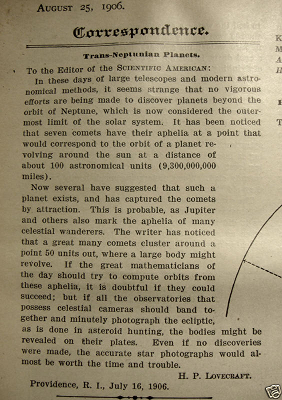 August 25, 1906.
Correspondence.
Trans-Neptunian Planets.
To the Editor of the Scientific American:
In these days of large telescopes and modern astro-
nomical methods, it seems strange that no vigorous
efforts are being made to discover planets beyond the
orbit of Neptune, which is now considered the outer-
most limit of the solar system. It has been noticed
that seven comets have their aphelia at a point that
would correspond to the orbit of a planet re-
volving around the sun at a distance of
about 100 astronomical units (9,300,000,000
miles).
Now several have suggested that such a
planet exists, and has captured the comets
by attraction. This is probable, as Jupiter
and others also mark the aphelia of many
celestial wanderers. The writer has noticed
that a great many comets cluster around a
point 50 units out, where a large body might
revolve. If the great mathematicians of
the day should try to compute orbits from
these aphelia, it is doubtful if they could
succeed; but if all the observatories that
possess celestial cameras should band to-
gether and minutely photograph the ecliptic,
as is done in asteroid hunting, the bodies might be
revealed on their plates. Even if no discoveries
were made, the accurate star photographs would al-
most be worth the time and trouble.
H. P. Lovecraft.
Providence, R. I., July 16, 1906.